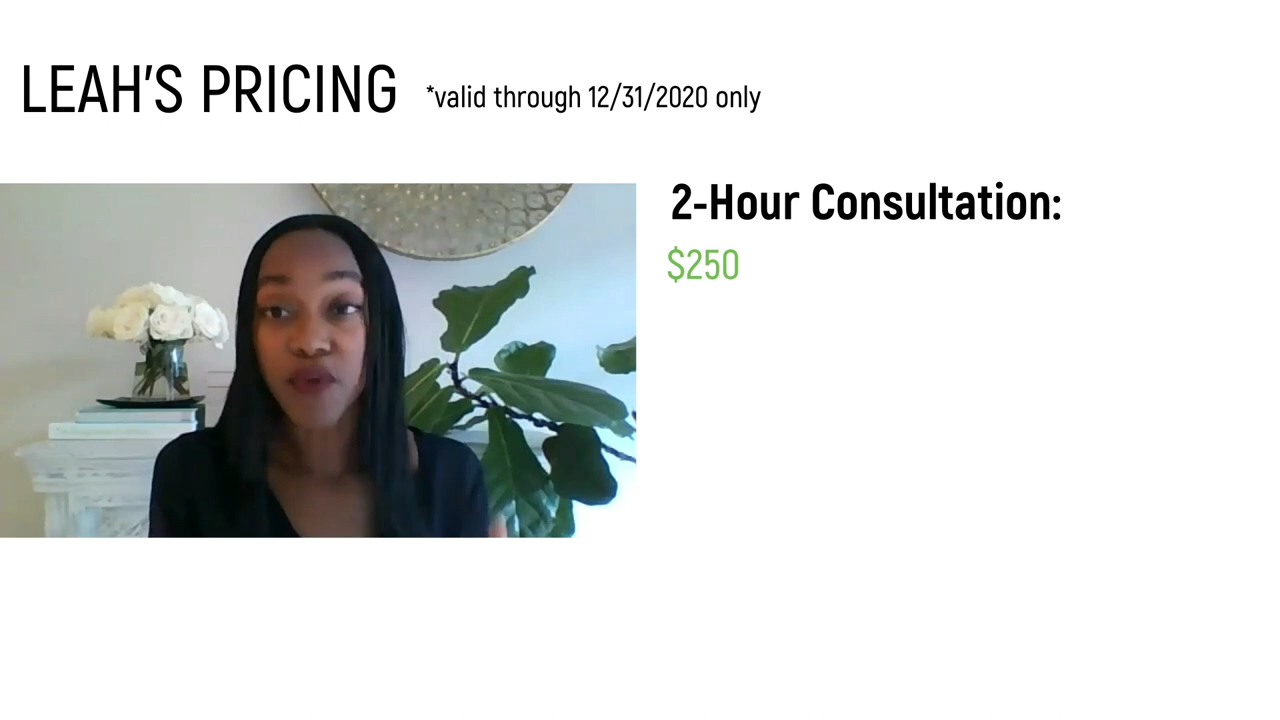 LEAH'S PRICING *valid through 12/31/2020 only
2-Hour Consultation:
$250